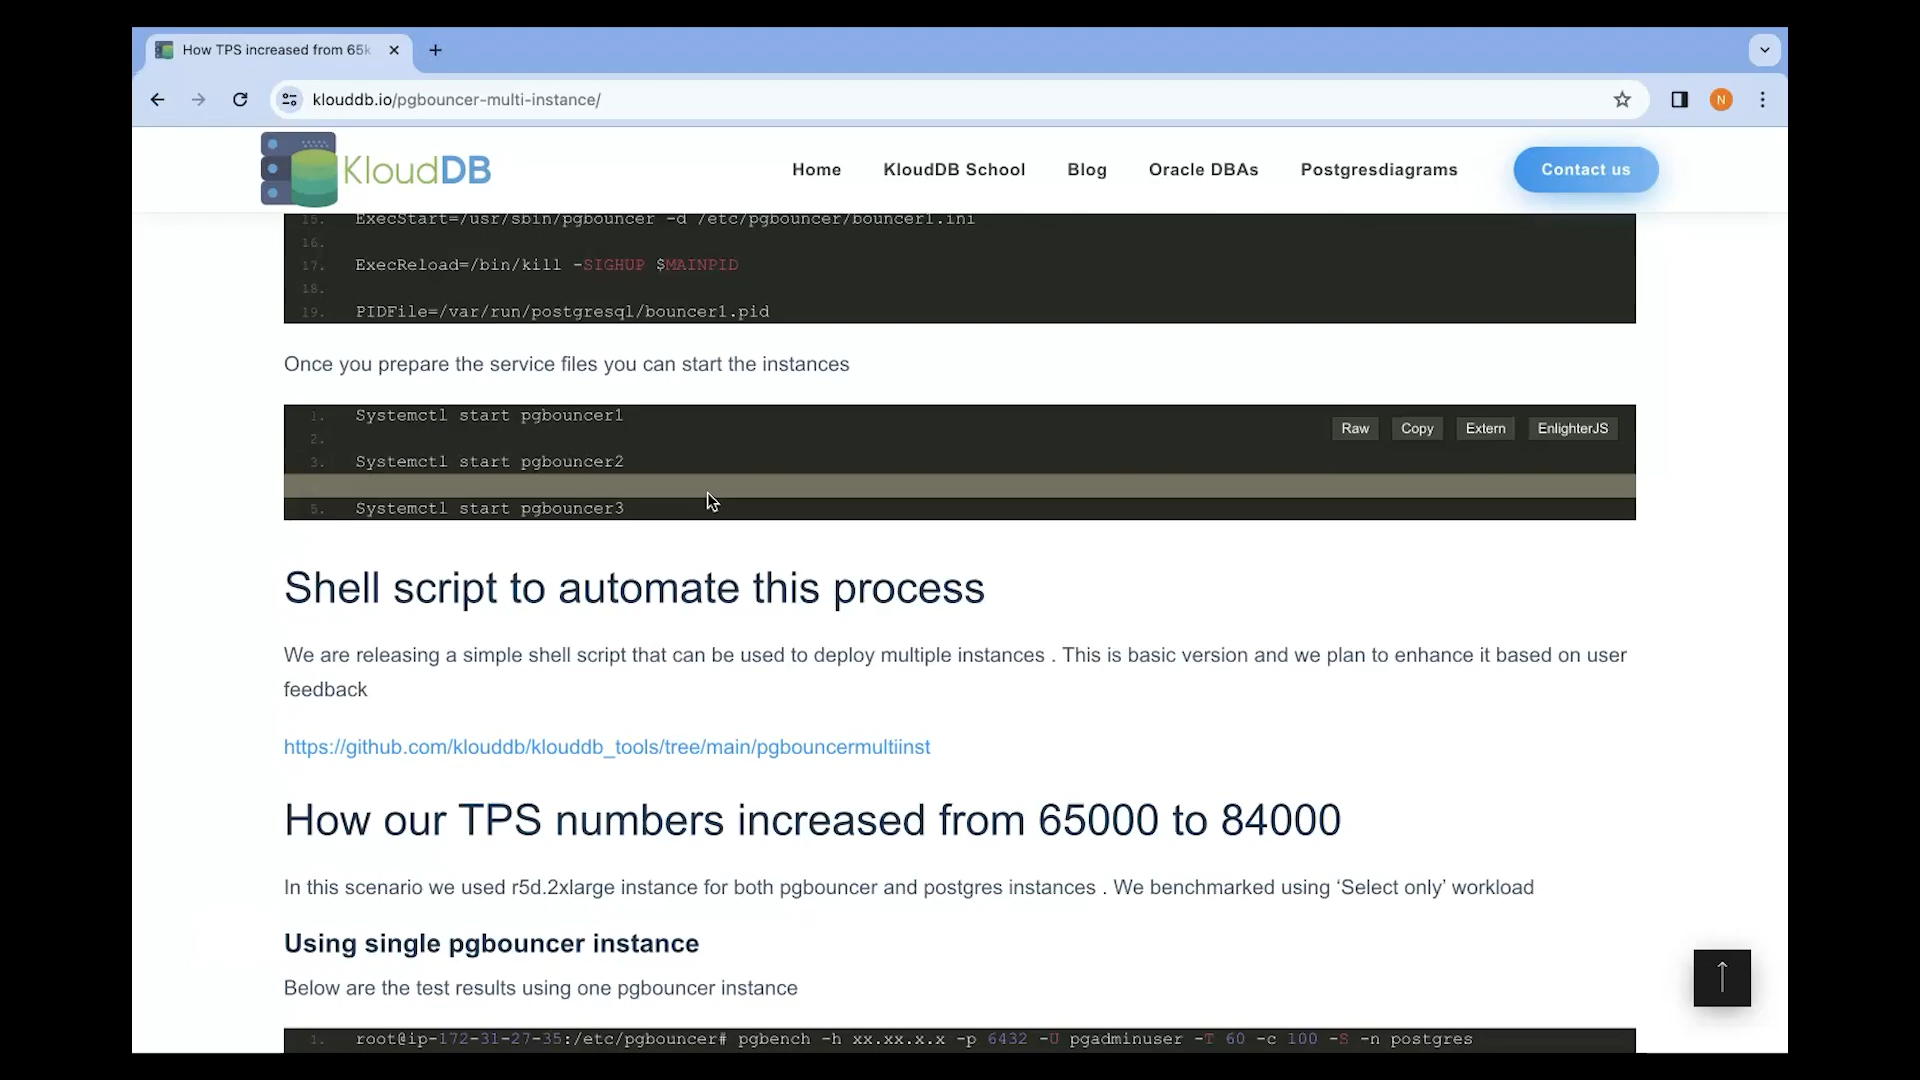 How TPS increased from 65k
klouddb.io/pgbouncer-multi-instance/
N
KloudDB
Home
KloudDB School
Blog
Oracle DBAs
Postgresdiagrams
Contact us
15. ExecStart=/usr/sbin/pgbouncer -d /etc/pgbouncer/bouncer1.ini
16.
17. ExecReload=/bin/kill -SIGHUP $MAINPID
18.
19. PIDFile=/var/run/postgresql/bouncer1.pid
Once you prepare the service files you can start the instances
1. Systemctl start pgbouncer1
Raw Copy Extern EnlighterJS
2.
3. Systemctl start pgbouncer2
5. Systemctl start pgbouncer3
Shell script to automate this process
We are releasing a simple shell script that can be used to deploy multiple instances . This is basic version and we plan to enhance it based on user
feedback
https://github.com/klouddb/klouddb_tools/tree/main/pgbouncermultiinst
How our TPS numbers increased from 65000 to 84000
In this scenario we used r5d.2xlarge instance for both pgbouncer and postgres instances . We benchmarked using ‘Select only’ workload
Using single pgbouncer instance
Below are the test results using one pgbouncer instance
1. root@ip-172-31-27-35:/etc/pgbouncer# pgbench -h xx.xx.x.x -p 6432 -U pgadminuser -T 60 -c 100 -S -n postgres